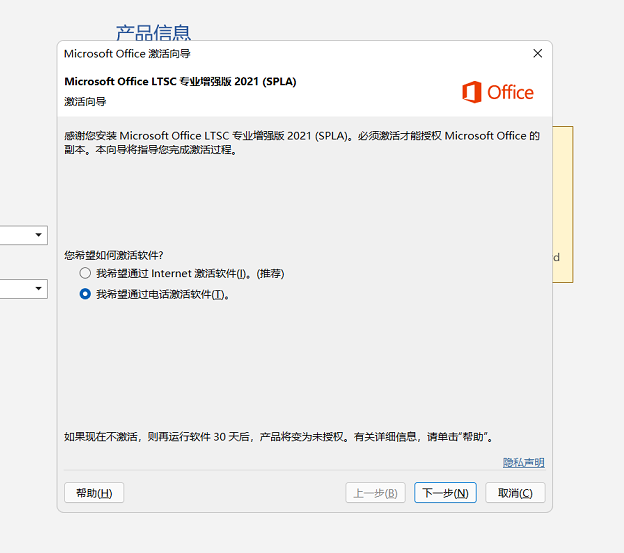 产品信息
Microsoft Office 激活向导
Microsoft Office LTSC 专业增强版 2021 (SPLA)
激活向导
Office
感谢您安装 Microsoft Office LTSC 专业增强版 2021 (SPLA)。必须激活才能授权 Microsoft Office 的
副本。本向导将指导您完成激活过程。
d
您希望如何激活软件?
我希望通过 Internet 激活软件(I)。(推荐)
我希望通过电话激活软件(T)。
如果现在不激活，则再运行软件 30 天后，产品将变为未授权。有关详细信息，请单击“帮助”。
隐私声明
帮助(H)
上一步(B)
下一步(N)
取消(C)